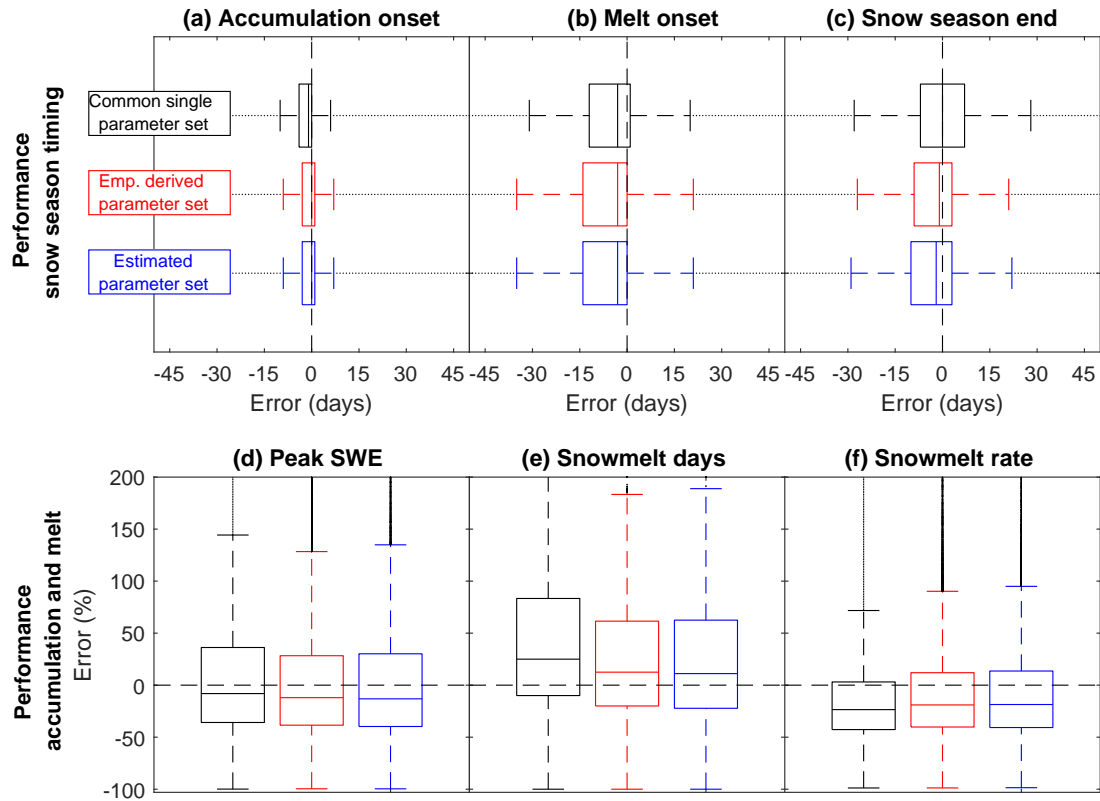 (a) Accumulation onset
(b) Melt onset
(c) Snow season end
Performance
snow season timing
Common single
parameter set
Emp. derived
parameter set
Estimated
parameter set
-45 -30 -15 0 15 30 45
-45 -30 -15 0 15 30 45
-45 -30 -15 0 15 30 45
Error (days)
Error (days)
Error (days)
(d) Peak SWE
(e) Snowmelt days
(f) Snowmelt rate
Performance
accumulation and melt
Error (%)
200
150
100
50
0
-50
-100